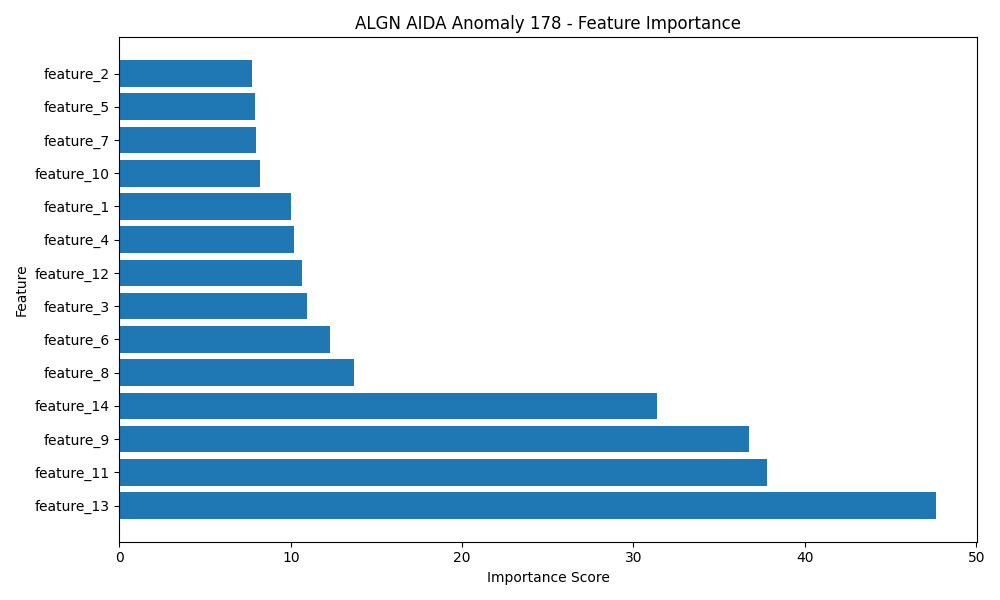 ALGN AIDA Anomaly 178 - Feature Importance
feature_2
feature_5
feature_7
feature_10
feature_1
feature_4
feature_12
feature_3
feature_6
feature_8
feature_14
feature_9
feature_11
feature_13
Feature
0 10 20 30 40 50
Importance Score